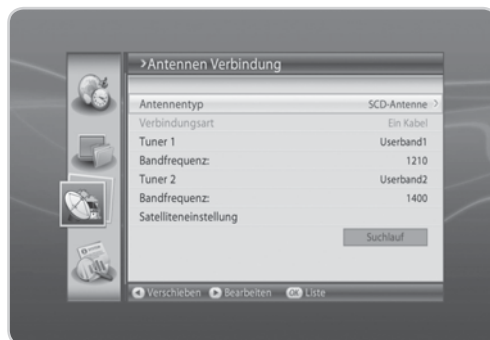 >Antennen Verbindung
Antennentyp SCD-Antenne >
Verbindungsart Ein Kabel
Tuner 1 Userband1
Bandfrequenz: 1210
Tuner 2 Userband2
Bandfrequenz: 1400
Satelliteneinstellung
Suchlauf
Verschieben Bearbeiten OK Liste